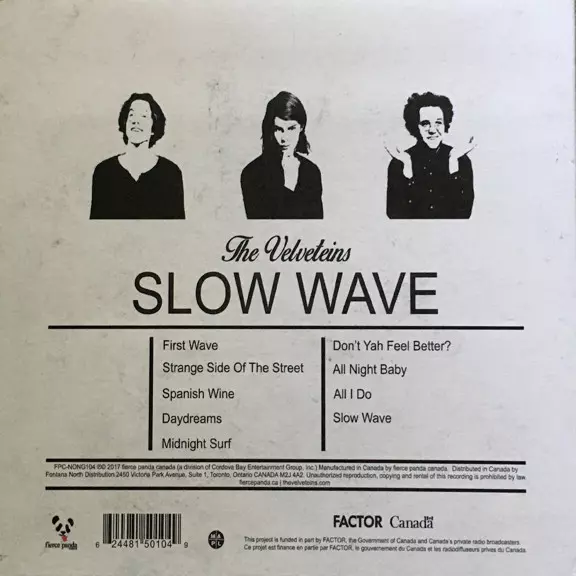 The Velveteins
SLOW WAVE
First Wave
Strange Side Of The Street
Spanish Wine
Daydreams
Midnight Surf
Don't Yah Feel Better?
All Night Baby
All I Do
Slow Wave
FPC-NONG104 ℗© 2017 fierce panda canada (a division of Cordova Bay Entertainment Group, Inc.) Manufactured in Canada by fierce panda canada. Distributed in Canada by
Fontana North Distribution 2450 Victoria Park Avenue, Suite 1, Toronto, Ontario CANADA M2J 4A2. Unauthorized reproduction, copying and rental of this recording is prohibited by law.
fiercepanda.ca | thevelveteins.com
fierce panda
6 24481 50104 9
MAPL
FACTOR Canada
This project is funded in part by FACTOR, the Government of Canada and Canada's private radio broadcasters.
Ce projet est financé en partie par FACTOR, le gouvernement du Canada et les radiodiffuseurs privés du Canada.